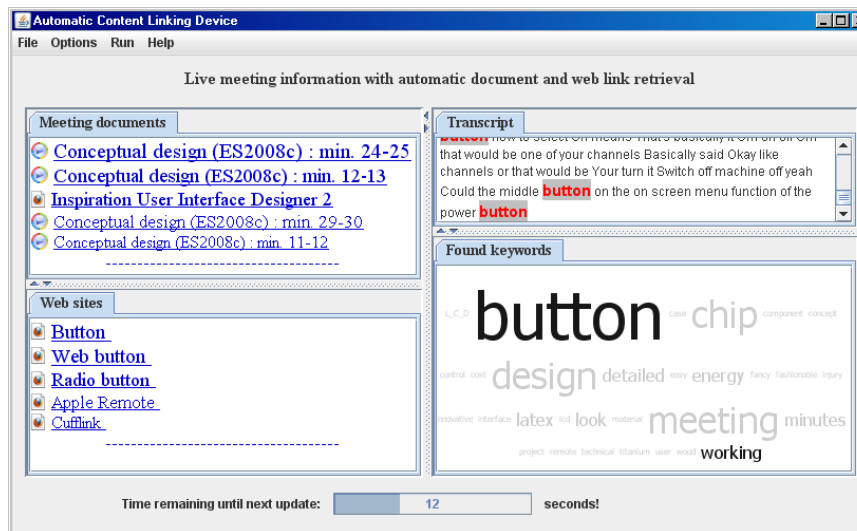 Automatic Content Linking Device
File Options Run Help
Live meeting information with automatic document and web link retrieval
Meeting documents
Conceptual design (ES2008c) : min. 24-25
Conceptual design (ES2008c) : min. 12-13
Inspiration User Interface Designer 2
Conceptual design (ES2008c) : min. 29-30
Conceptual design (ES2008c) : min. 11-12
Web sites
Button
Web button
Radio button
Apple Remote
Cufflink
Transcript
button how to select On means That's basically it Om on off Om
that would be one of your channels Basically said Okay like
channels or that would be Your turn it Switch off machine off yeah
Could the middle button on the on screen menu function of the
power button
Found keywords
L_C_D button case chip component concept
control cost design detailed easy energy fancy fashionable injury
innovative interface latex lcd look material meeting minutes
project remote technical titanium user wood working
Time remaining until next update: 12 seconds!